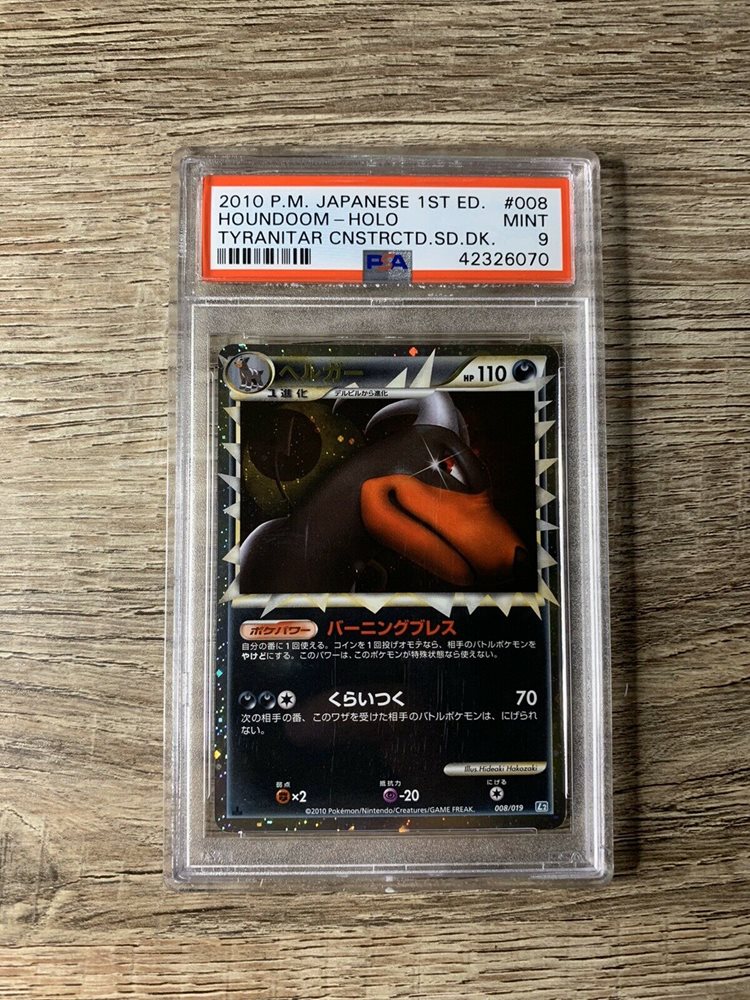 2010 P.M. JAPANESE 1ST ED. #008
HOUNDOOM - HOLO MINT
TYRANITAR CNSTRCTD.SD.DK. 9
PSA 42326070
ヘルガー HP 110
1進化 デルビルから進化
ポケパワー バーニングブレス
自分の番に1回使える。コインを1回投げオモテなら、相手のバトルポケモンを
やけどにする。このパワーは、このポケモンが特殊状態なら使えない。
くらいつく 70
次の相手の番、このワザを受けた相手のバトルポケモンは、にげられ
ない。
Illus.Hideaki Hakozaki
弱点 抵抗力 にげる
×2 -20
©2010 Pokémon/Nintendo/Creatures/GAME FREAK. 008/019